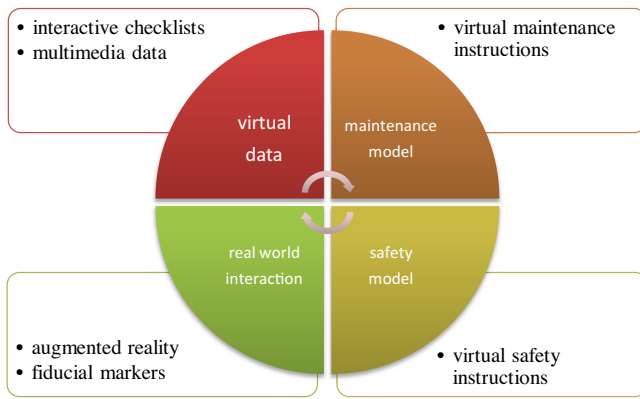 • interactive checklists
• multimedia data
• virtual maintenance
instructions
virtual
data
maintenance
model
real world
interaction
safety
model
• augmented reality
• fiducial markers
• virtual safety
instructions